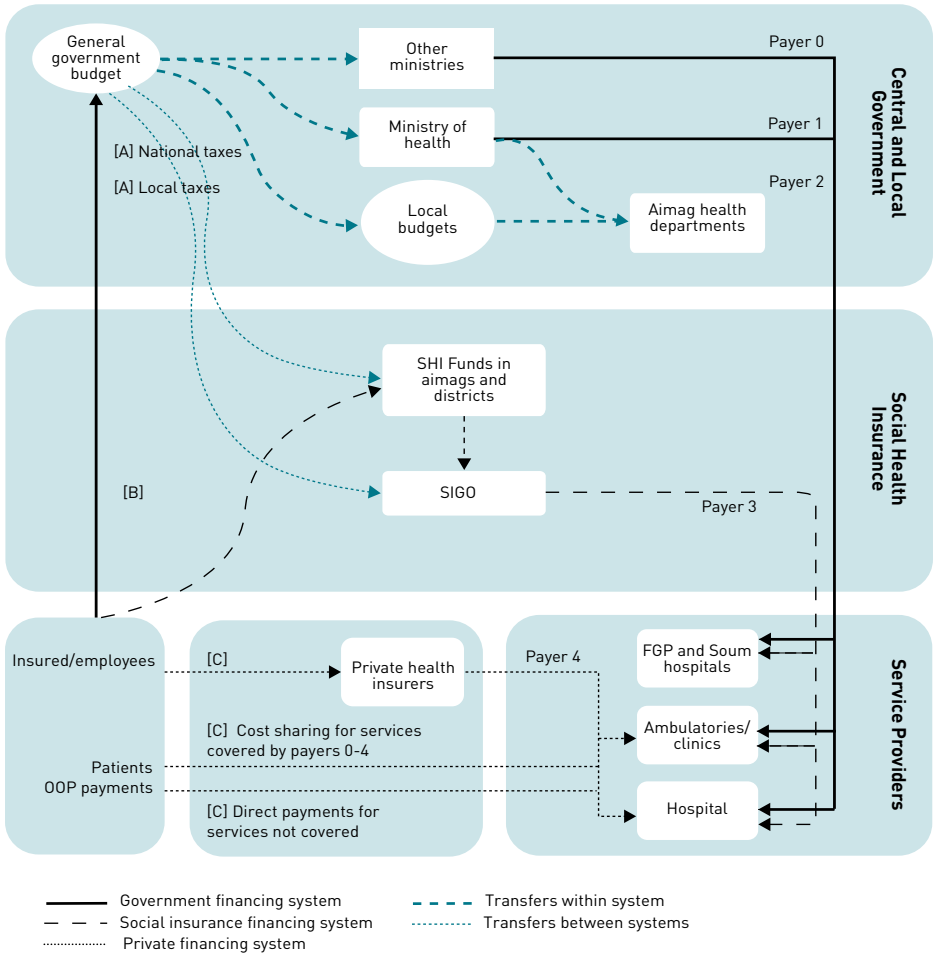 General
government
budget
Other
ministries
Payer 0
Ministry of
health
Payer 1
[A] National taxes
[A] Local taxes
Payer 2
Local
budgets
Aimag health
departments
Central and Local
Government
SHI Funds in
aimags and
districts
SIGO
[B]
Payer 3
Social Health
Insurance
Insured/employees
[C]
Private health
insurers
Payer 4
FGP and Soum
hospitals
[C] Cost sharing for services
covered by payers 0-4
Ambulatories/
clinics
Patients
OOP payments
[C] Direct payments for
services not covered
Hospital
Service Providers
Government financing system
Social insurance financing system
Private financing system
Transfers within system
Transfers between systems